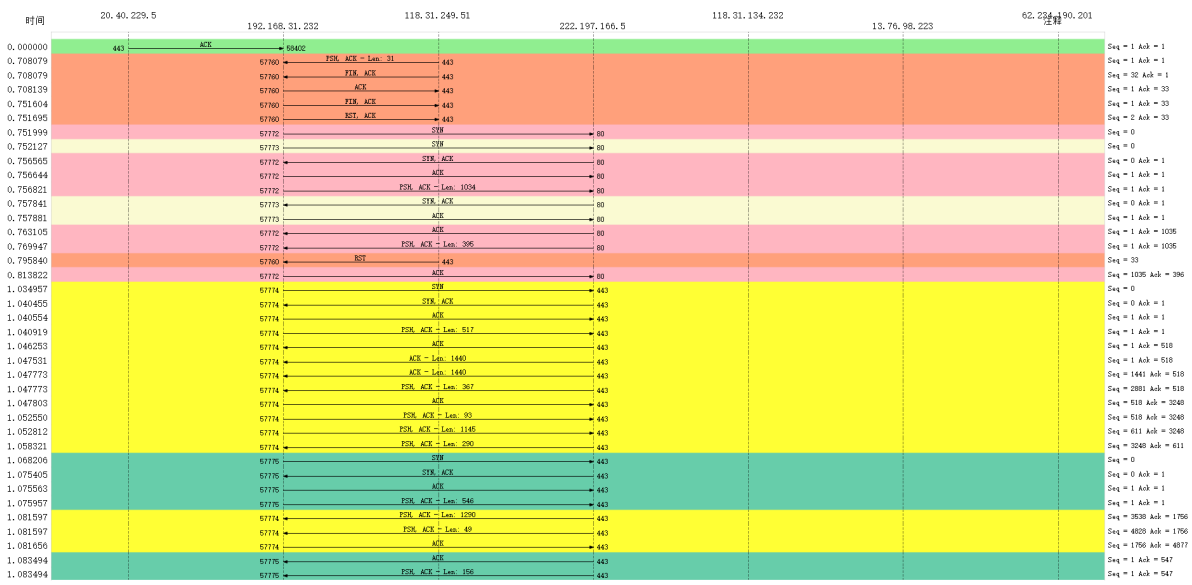 时间 20.40.229.5 192.168.31.232 118.31.249.51 222.197.166.5 118.31.134.232 13.76.98.223 62.234.190.201 注释
0.000000 443 ACK 58402 Seq = 1 Ack = 1
0.708079 57760 PSH, ACK - Len: 31 443 Seq = 1 Ack = 1
0.708079 57760 FIN, ACK 443 Seq = 32 Ack = 1
0.708139 57760 ACK 443 Seq = 1 Ack = 33
0.751604 57760 FIN, ACK 443 Seq = 1 Ack = 33
0.751695 57760 RST, ACK 443 Seq = 2 Ack = 33
0.751999 57772 SYN 80 Seq = 0
0.752127 57773 SYN 80 Seq = 0
0.756565 57772 SYN, ACK 80 Seq = 0 Ack = 1
0.756644 57772 ACK 80 Seq = 1 Ack = 1
0.756821 57772 PSH, ACK - Len: 1034 80 Seq = 1 Ack = 1
0.757841 57773 SYN, ACK 80 Seq = 0 Ack = 1
0.757881 57773 ACK 80 Seq = 1 Ack = 1
0.763105 57772 ACK 80 Seq = 1 Ack = 1035
0.769947 57772 PSH, ACK - Len: 395 80 Seq = 1 Ack = 1035
0.795840 57760 RST 443 Seq = 33
0.813822 57772 ACK 80 Seq = 1035 Ack = 396
1.034957 57774 SYN 443 Seq = 0
1.040455 57774 SYN, ACK 443 Seq = 0 Ack = 1
1.040554 57774 ACK 443 Seq = 1 Ack = 1
1.040919 57774 PSH, ACK - Len: 517 443 Seq = 1 Ack = 1
1.046253 57774 ACK 443 Seq = 1 Ack = 518
1.047531 57774 ACK - Len: 1440 443 Seq = 1 Ack = 518
1.047773 57774 ACK - Len: 1440 443 Seq = 1441 Ack = 518
1.047773 57774 PSH, ACK - Len: 367 443 Seq = 2881 Ack = 518
1.047803 57774 ACK 443 Seq = 518 Ack = 3248
1.052550 57774 PSH, ACK - Len: 93 443 Seq = 518 Ack = 3248
1.052812 57774 PSH, ACK - Len: 1145 443 Seq = 611 Ack = 3248
1.058321 57774 PSH, ACK - Len: 290 443 Seq = 3248 Ack = 611
1.068206 57775 SYN 443 Seq = 0
1.075405 57775 SYN, ACK 443 Seq = 0 Ack = 1
1.075563 57775 ACK 443 Seq = 1 Ack = 1
1.075957 57775 PSH, ACK - Len: 546 443 Seq = 1 Ack = 1
1.081597 57774 PSH, ACK - Len: 1290 443 Seq = 3538 Ack = 1756
1.081597 57774 PSH, ACK - Len: 49 443 Seq = 4828 Ack = 1756
1.081656 57774 ACK 443 Seq = 1756 Ack = 4877
1.083494 57775 ACK 443 Seq = 1 Ack = 547
1.083494 57775 PSH, ACK - Len: 156 443 Seq = 1 Ack = 547